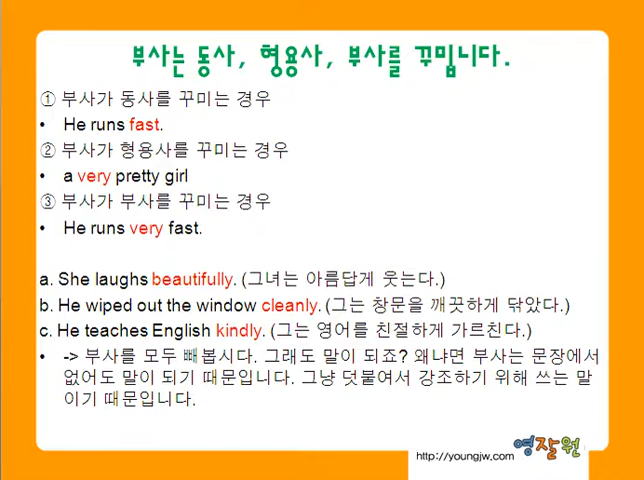 부사는 동사, 형용사, 부사를 꾸밉니다.
① 부사가 동사를 꾸미는 경우
• He runs fast.
② 부사가 형용사를 꾸미는 경우
• a very pretty girl
③ 부사가 부사를 꾸미는 경우
• He runs very fast.
a. She laughs beautifully. (그녀는 아름답게 웃는다.)
b. He wiped out the window cleanly. (그는 창문을 깨끗하게 닦았다.)
c. He teaches English kindly. (그는 영어를 친절하게 가르친다.)
• -> 부사를 모두 빼봅시다. 그래도 말이 되죠? 왜냐면 부사는 문장에서
없어도 말이 되기 때문입니다. 그냥 덧붙여서 강조하기 위해 쓰는 말
이기 때문입니다.
http://youngjw.com 영잘원